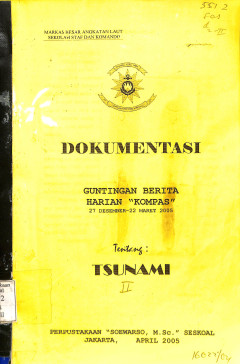 MARKAS BESAR ANGKATAN LAUT
SEKOLAH STAF DAN KOMANDO
DOKUMENTASI
GUNTINGAN BERITA
HARIAN "KOMPAS"
27 DESEMBER-22 MARET 2005
Tentang :
TSUNAMI
II
PERPUSTAKAAN "SOEWARSO, M.Sc." SESKOAL
JAKARTA, APRIL 2005